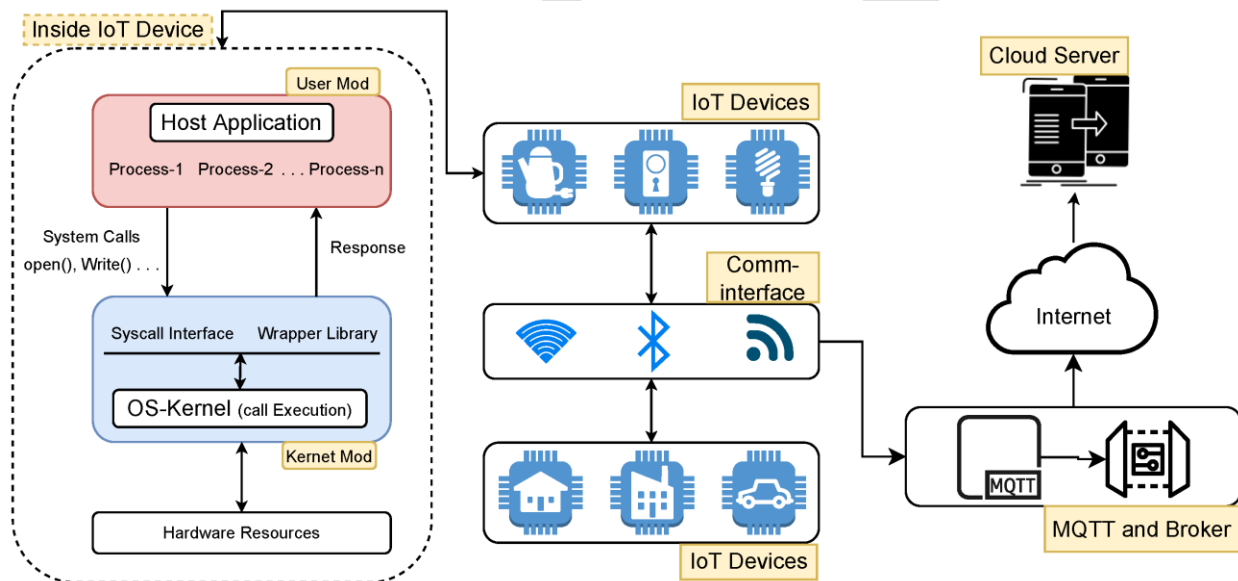 Inside IoT Device
User Mod
Host Application
Process-1 Process-2 . . . Process-n
System Calls
open(), Write() . . .
Response
Syscall Interface Wrapper Library
OS-Kernel (call Execution)
Kernet Mod
Hardware Resources
IoT Devices
Comm-
interface
IoT Devices
Cloud Server
Internet
MQTT
MQTT and Broker